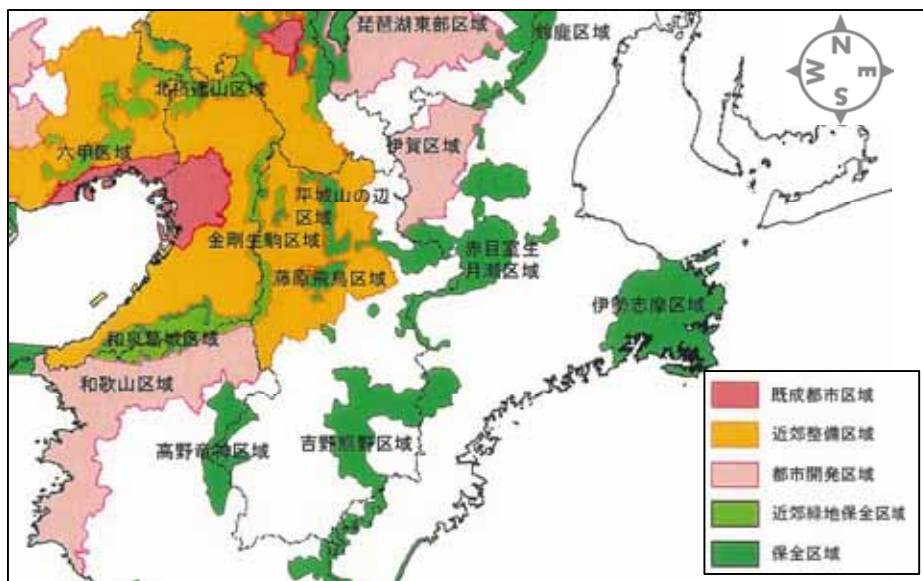 琵琶湖東部区域
鈴鹿区域
N
W E
S
北摂連山区域
六甲区域
伊賀区域
平城山の辺
区域
金剛生駒区域
赤目室生
月瀬区域
藤原飛鳥区域
伊勢志摩区域
和泉葛城区域
和歌山区域
高野竜神区域
吉野熊野区域
既成都市区域
近郊整備区域
都市開発区域
近郊緑地保全区域
保全区域